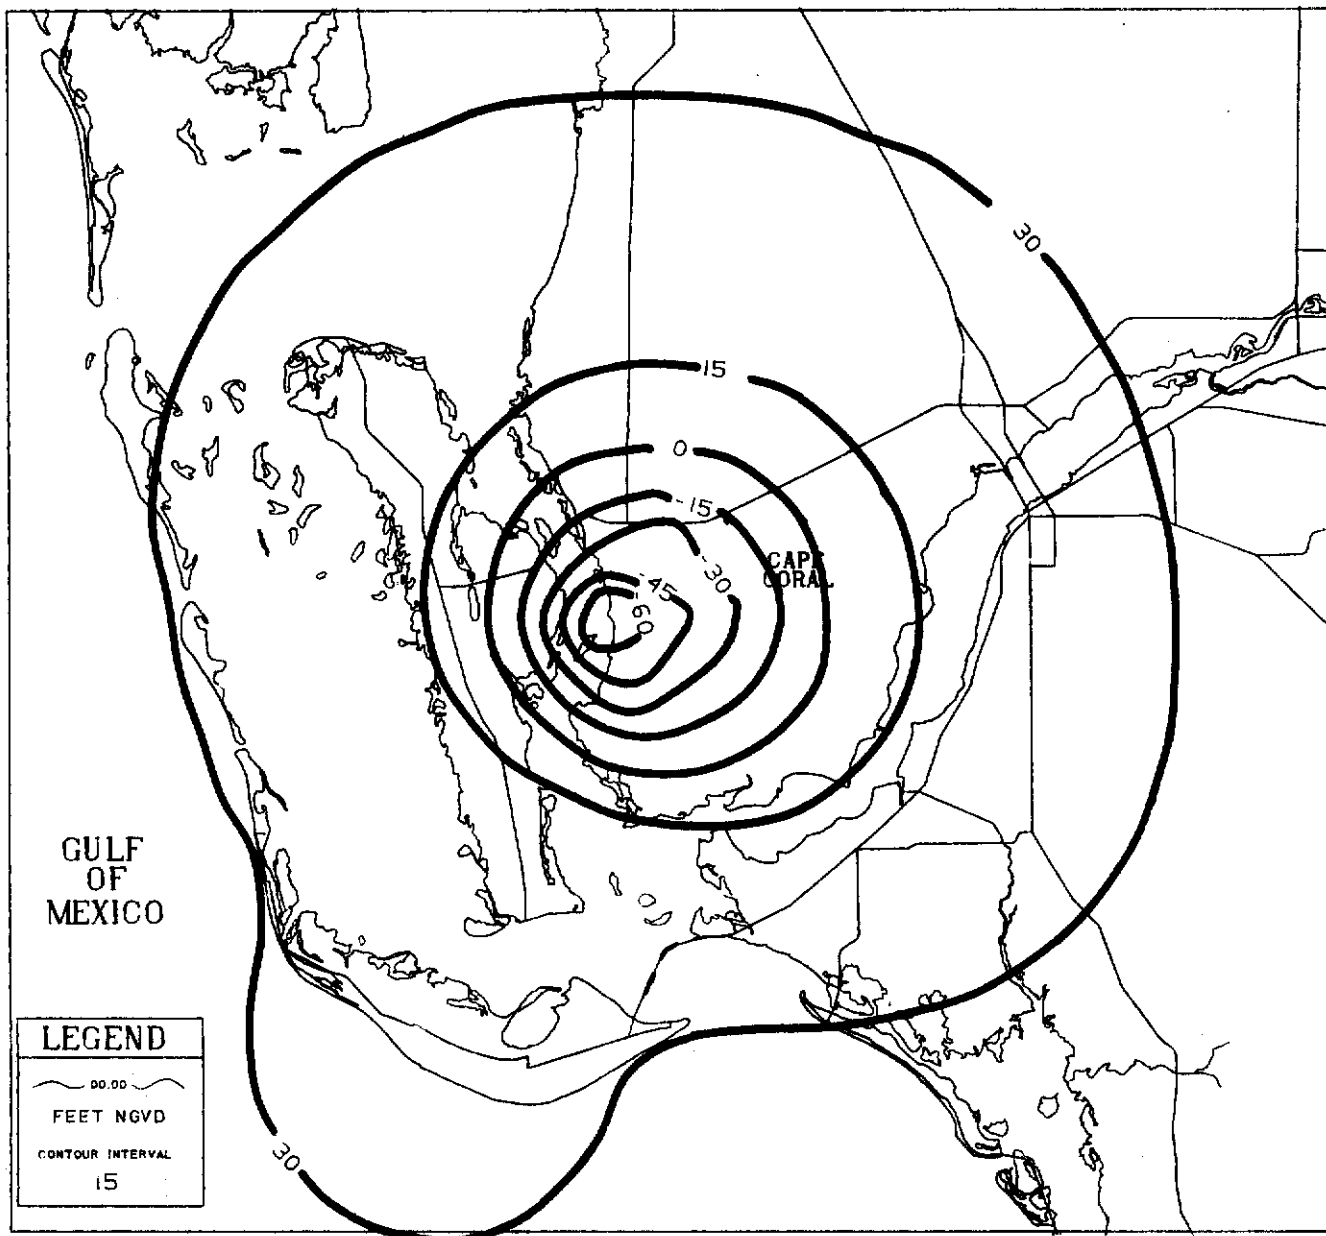 30
15
0
-15
-30
CAPE
CORAL
-45
-60
GULF
OF
MEXICO
LEGEND
00.00
FEET NGVD
CONTOUR INTERVAL
15
30